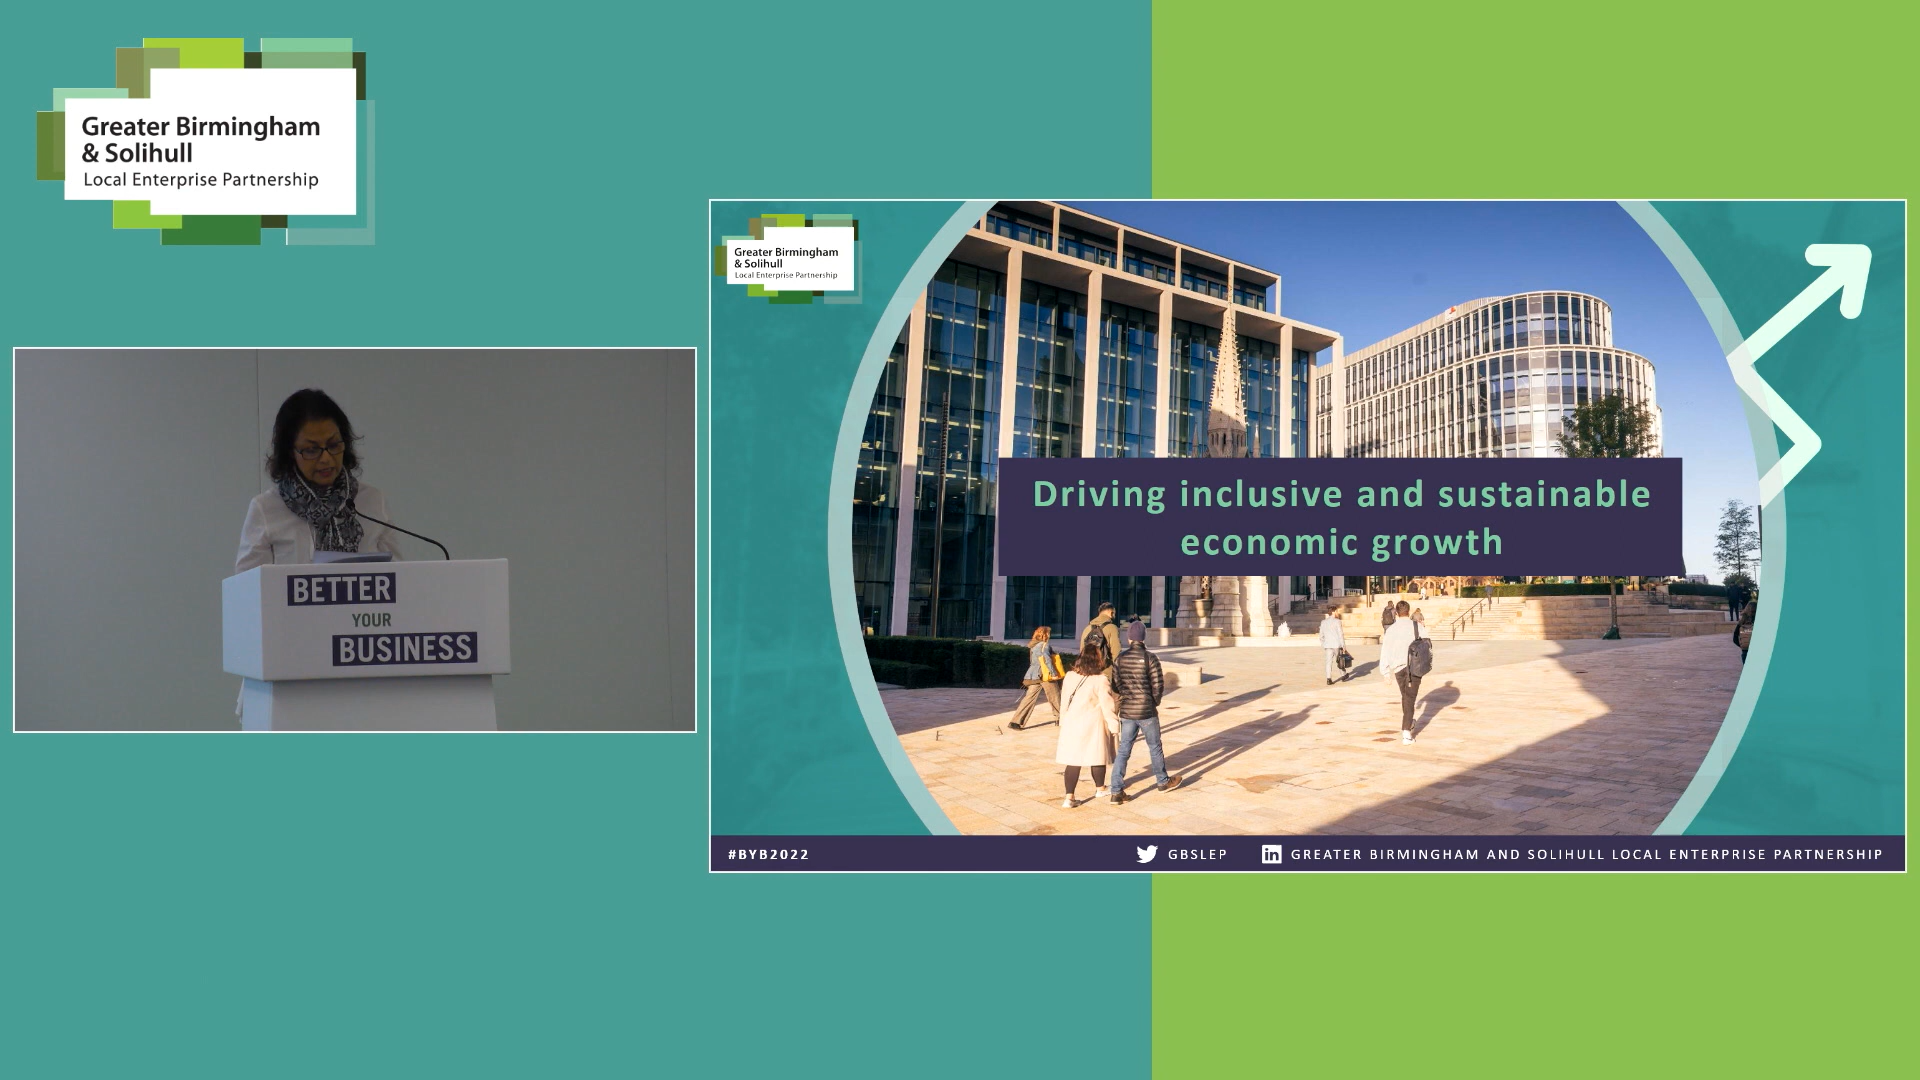 Greater Birmingham
& Solihull
Local Enterprise Partnership
BETTER
YOUR
BUSINESS
Greater Birmingham
& Solihull
Local Enterprise Partnership
Driving inclusive and sustainable
economic growth
#BYB2022
GBSLEP
GREATER BIRMINGHAM AND SOLIHULL LOCAL ENTERPRISE PARTNERSHIP